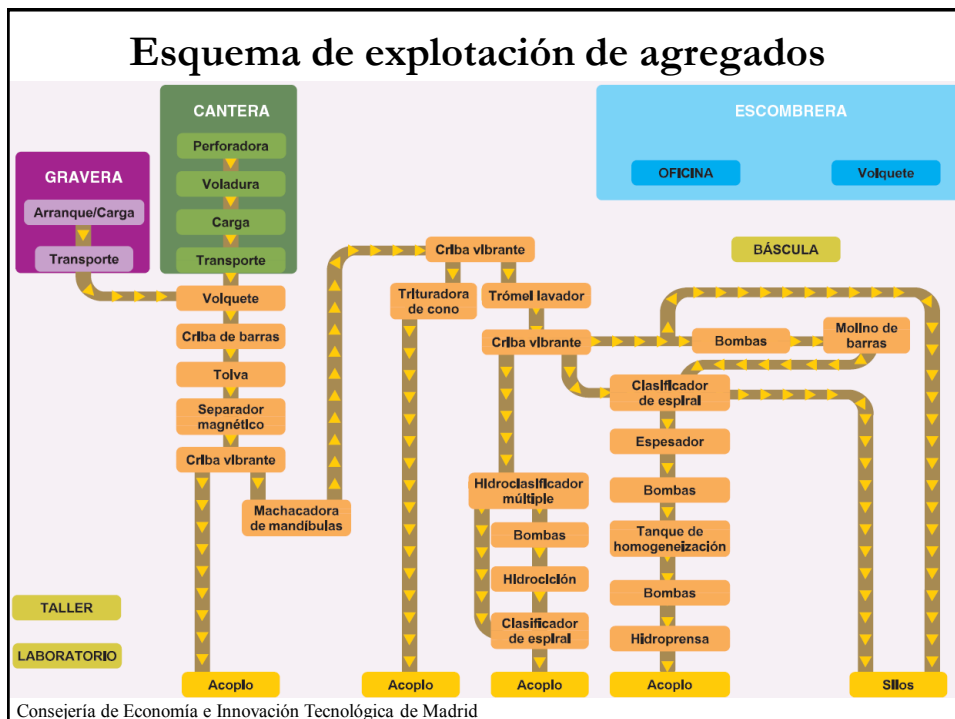 Esquema de explotación de agregados
CANTERA
Perforadora
Voladura
Carga
Transporte
GRAVERA
Arranque/Carga
Transporte
ESCOMBRERA
OFICINA
Volquete
BÁSCULA
Volquete
Criba de barras
Tolva
Separador
magnético
Criba vibrante
Machacadora
de mandíbulas
Criba vibrante
Trituradora
de cono
Trómel lavador
Criba vibrante
Bombas
Molino de
barras
Clasificador
de espiral
Espesador
Bombas
Tanque de
homogeneización
Bombas
Hidroprensa
Hidroclasificador
múltiple
Bombas
Hidrociclón
Clasificador
de espiral
TALLER
LABORATORIO
Acopio
Acopio
Acopio
Acopio
Silos
Consejería de Economía e Innovación Tecnológica de Madrid